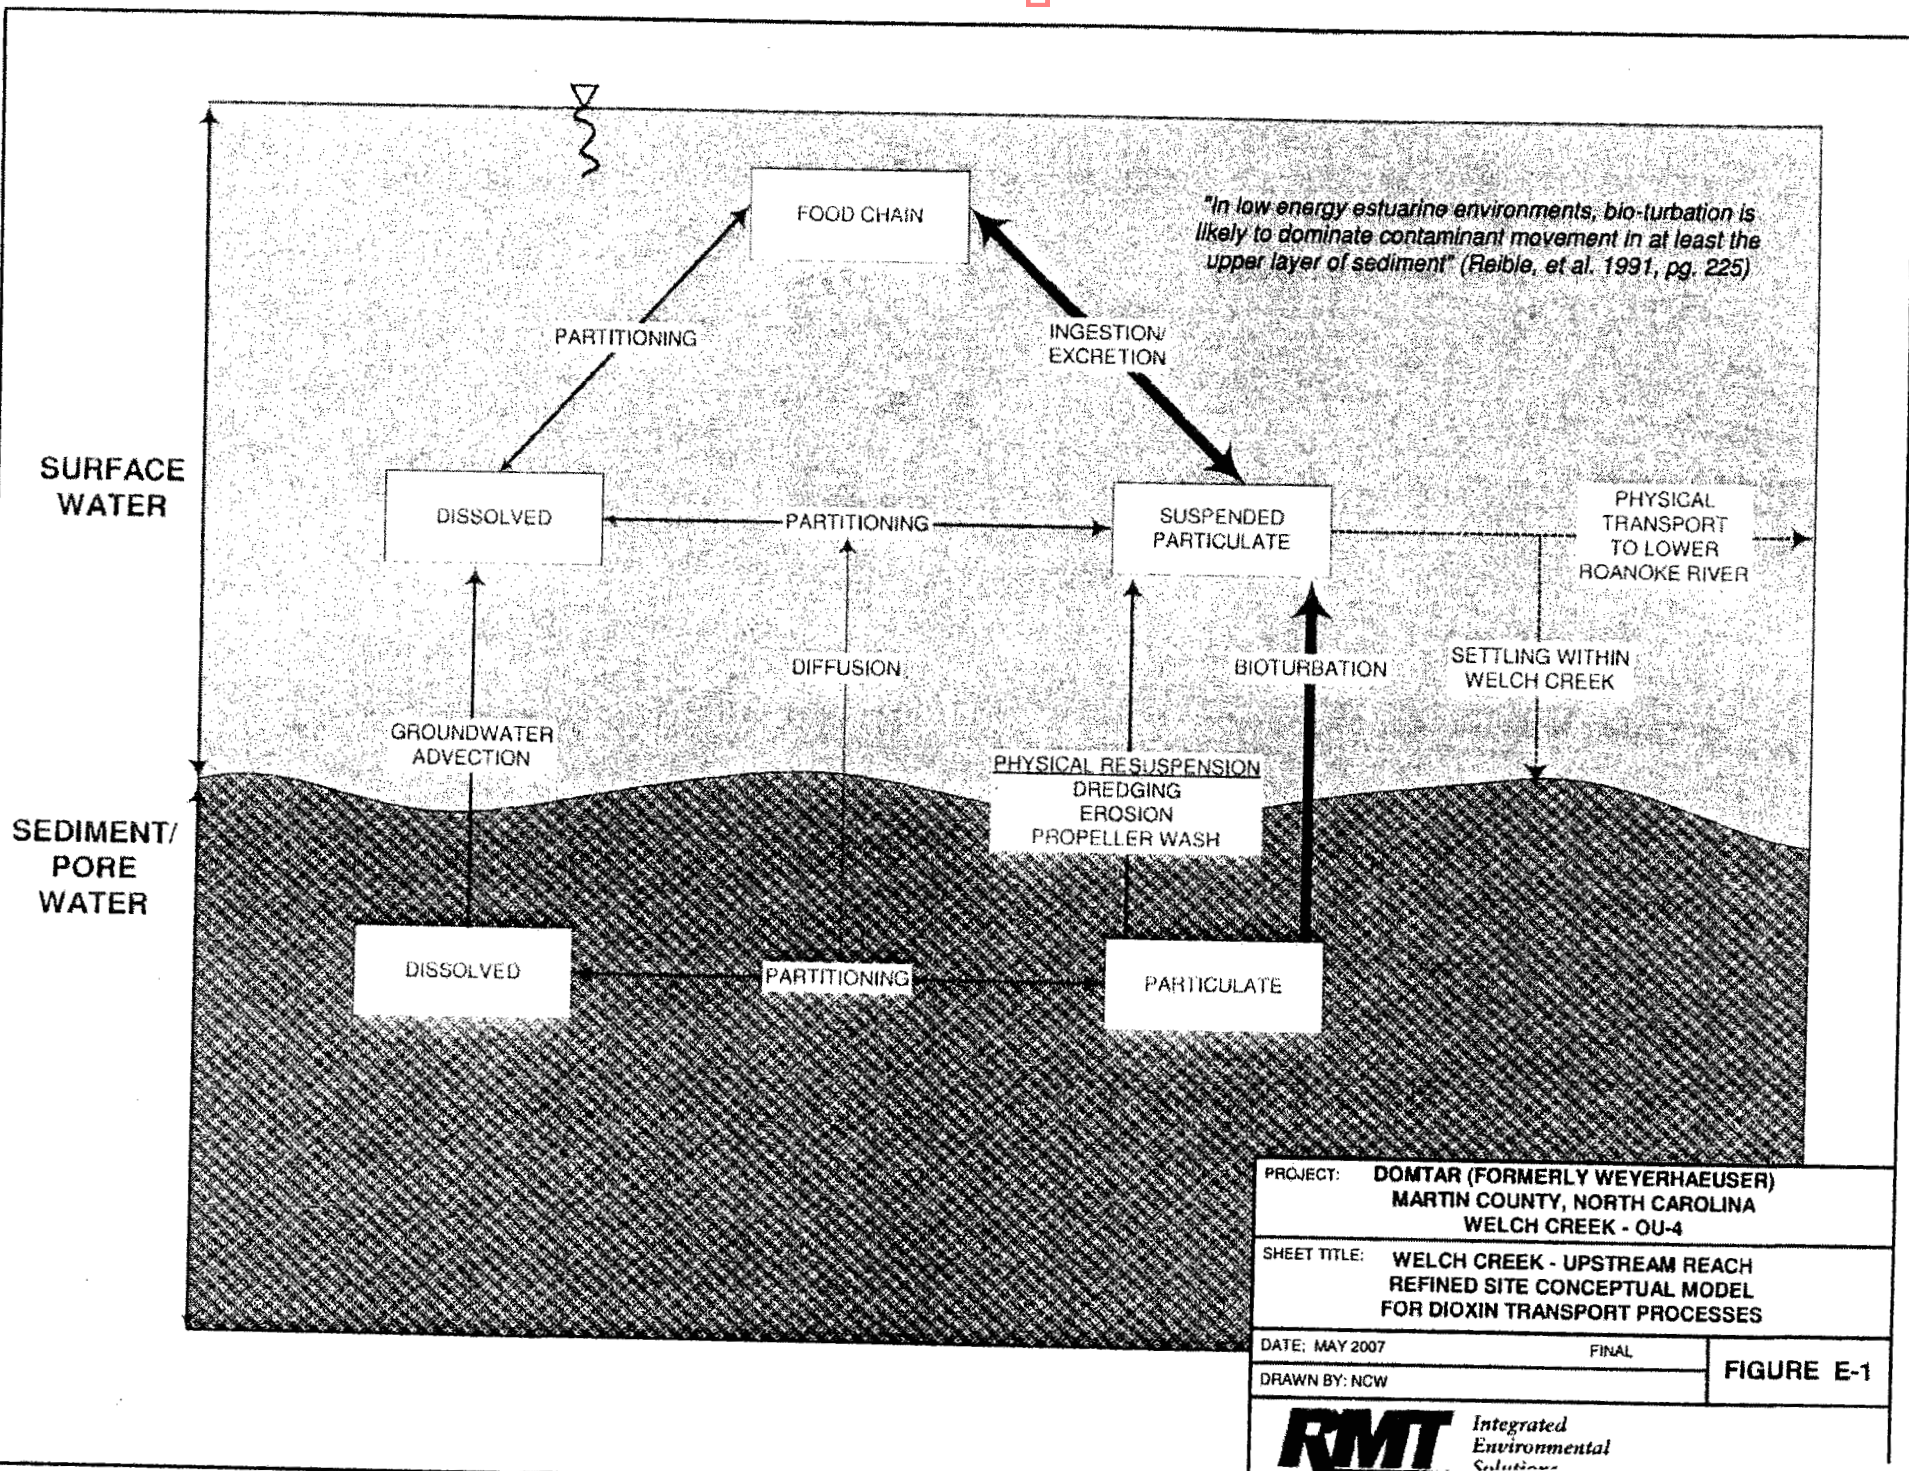 FOOD CHAIN
"In low energy estuarine environments, bio-turbation is
likely to dominate contaminant movement in at least the
upper layer of sediment" (Reible, et al. 1991, pg. 225)
PARTITIONING
INGESTION/
EXCRETION
SURFACE
WATER
DISSOLVED
PARTITIONING
SUSPENDED
PARTICULATE
PHYSICAL
TRANSPORT
TO LOWER
ROANOKE RIVER
DIFFUSION
BIOTURBATION
SETTLING WITHIN
WELCH CREEK
GROUNDWATER
ADVECTION
PHYSICAL RESUSPENSION
DREDGING
EROSION
PROPELLER WASH
SEDIMENT/
PORE
WATER
DISSOLVED
PARTITIONING
PARTICULATE
PROJECT: DOMTAR (FORMERLY WEYERHAEUSER)
MARTIN COUNTY, NORTH CAROLINA
WELCH CREEK - OU-4
SHEET TITLE: WELCH CREEK - UPSTREAM REACH
REFINED SITE CONCEPTUAL MODEL
FOR DIOXIN TRANSPORT PROCESSES
DATE: MAY 2007 FINAL
DRAWN BY: NCW
FIGURE E-1
RMT
Integrated
Environmental
Solutions